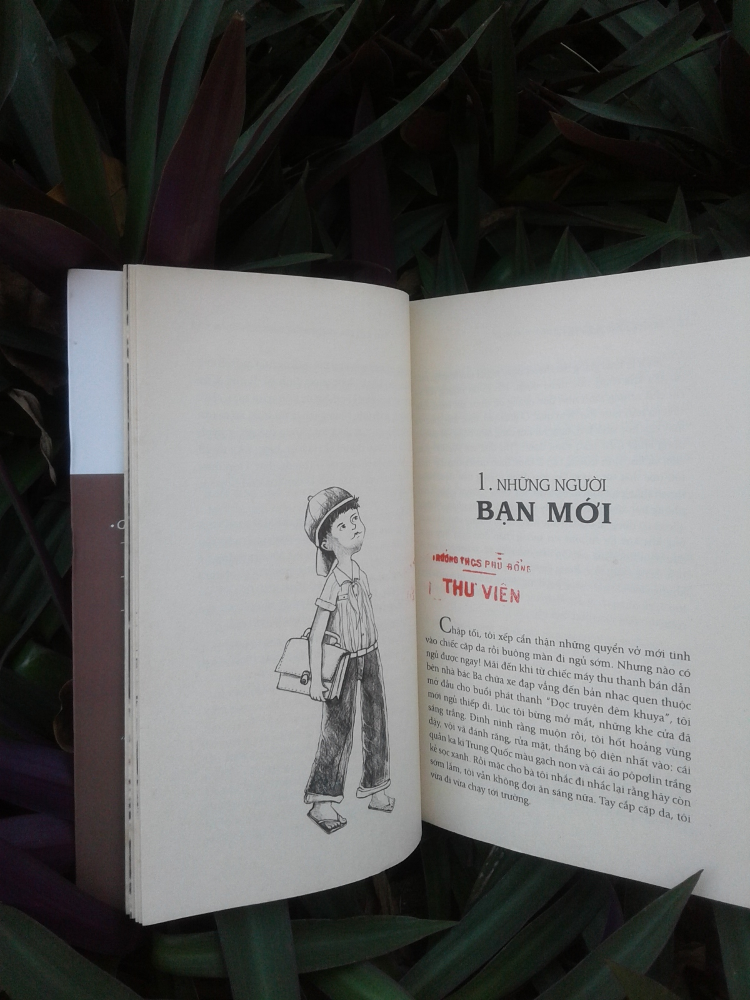 1. NHỮNG NGƯỜI
BẠN MỚI
TRƯỜNG THCS PHÙ ĐỔNG
THƯ VIỆN
Chập tối, tôi xếp cẩn thận những quyển vở mới tinh
vào chiếc cặp da rồi buông màn đi ngủ sớm. Nhưng nào có
ngủ được ngay! Mãi đến khi từ chiếc máy thu thanh bán dẫn
bên nhà bác Ba chữa xe đạp vẳng đến bản nhạc quen thuộc
mở đầu cho buổi phát thanh “Đọc truyện đêm khuya”, tôi
mới ngủ thiếp đi. Lúc tôi bừng mở mắt, những khe cửa đã
sáng trắng. Đinh ninh rằng muộn rồi, tôi hốt hoảng vùng
dậy, vội vã đánh răng, rửa mặt, thắng bộ diện nhất vào: cái
quần ka ki Trung Quốc màu gạch non và cái áo pôpơlin trắng
kẻ sọc xanh. Rồi mặc cho bà tôi nhắc đi nhắc lại rằng hãy còn
sớm lắm, tôi vẫn không đợi ăn sáng nữa. Tay cắp cặp da, tôi
vừa đi vừa chạy tới trường.